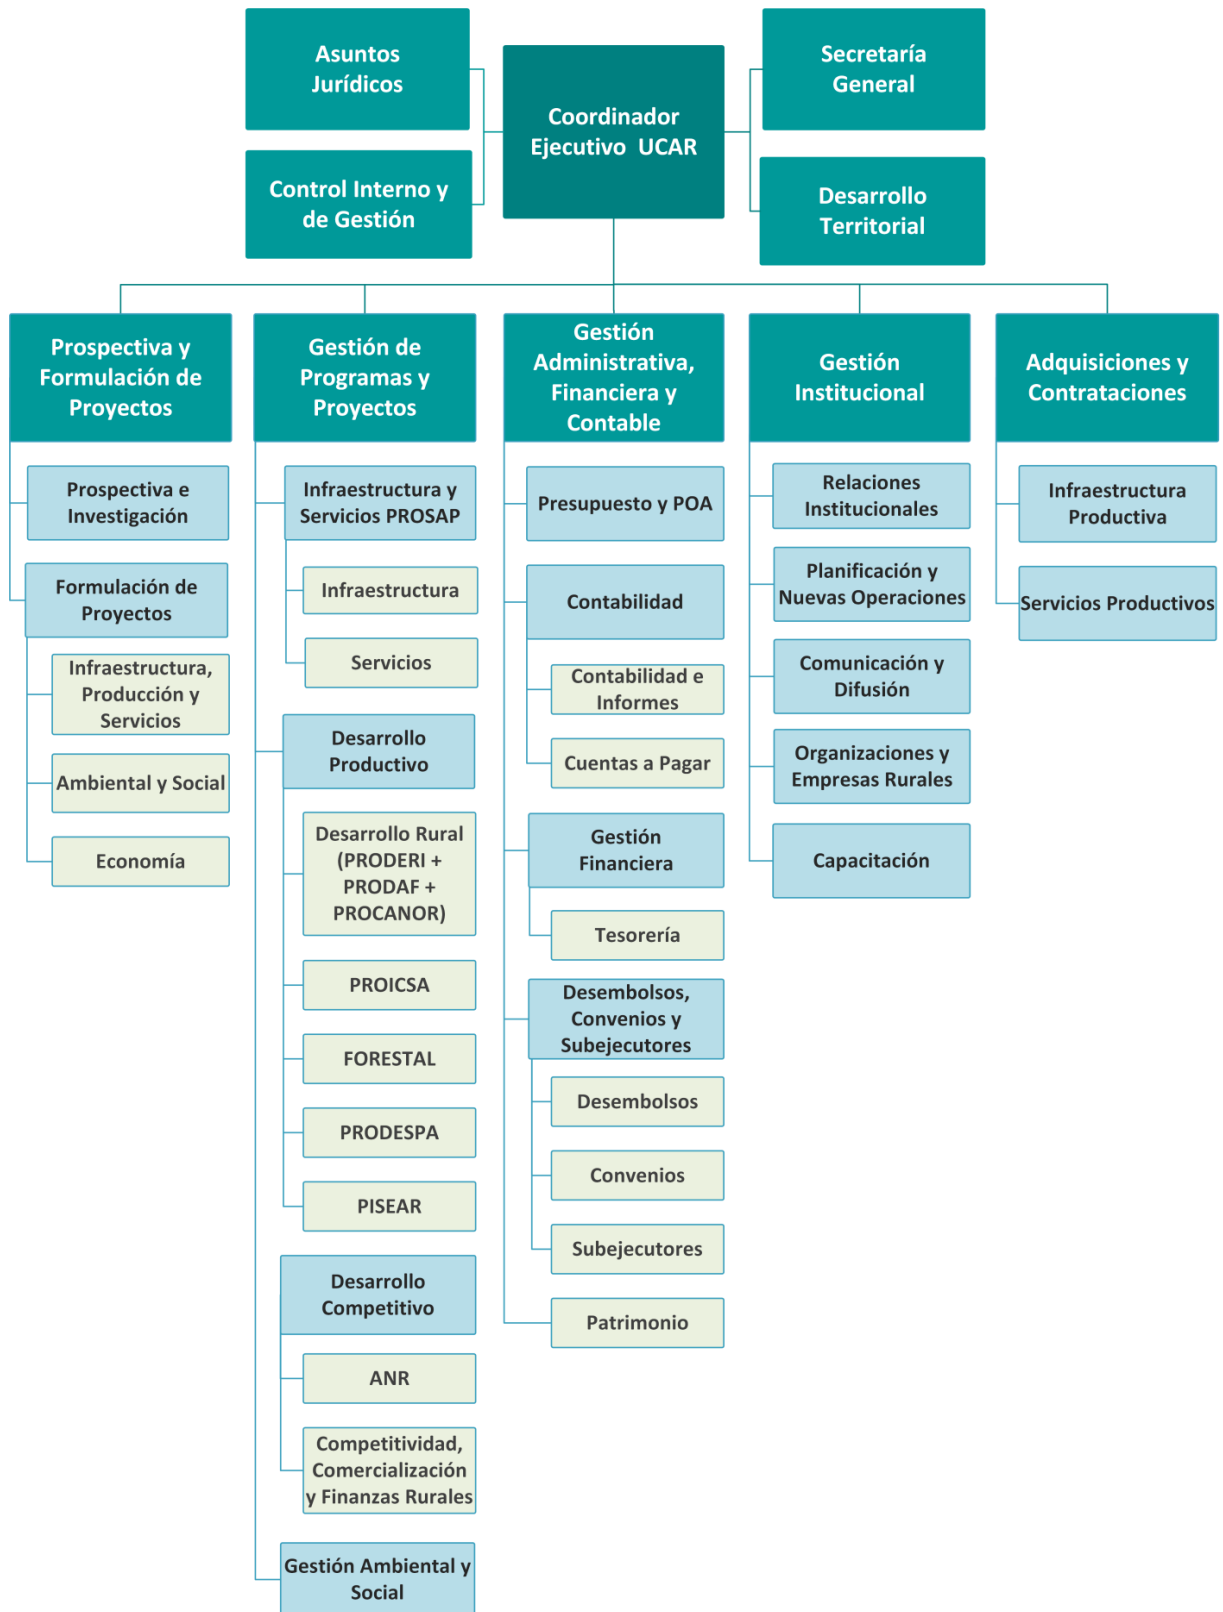 Asuntos
Jurídicos
Control Interno y
de Gestión
Coordinador
Ejecutivo UCAR
Secretaría
General
Desarrollo
Territorial
Prospectiva y
Formulación de
Proyectos
Prospectiva e
Investigación
Formulación de
Proyectos
Infraestructura,
Producción y
Servicios
Ambiental y Social
Economía
Gestión de
Programas y
Proyectos
Infraestructura y
Servicios PROSAP
Infraestructura
Servicios
Desarrollo
Productivo
Desarrollo Rural
(PRODERI +
PRODAF +
PROCANOR)
PROICSA
FORESTAL
PRODESPA
PISEAR
Desarrollo
Competitivo
ANR
Competitividad,
Comercialización
y Finanzas Rurales
Gestión Ambiental y
Social
Gestión
Administrativa,
Financiera y
Contable
Presupuesto y POA
Contabilidad
Contabilidad e
Informes
Cuentas a Pagar
Gestión
Financiera
Tesorería
Desembolsos,
Convenios y
Subejecutores
Desembolsos
Convenios
Subejecutores
Patrimonio
Gestión
Institucional
Relaciones
Institucionales
Planificación y
Nuevas Operaciones
Comunicación y
Difusión
Organizaciones y
Empresas Rurales
Capacitación
Adquisiciones y
Contrataciones
Infraestructura
Productiva
Servicios Productivos